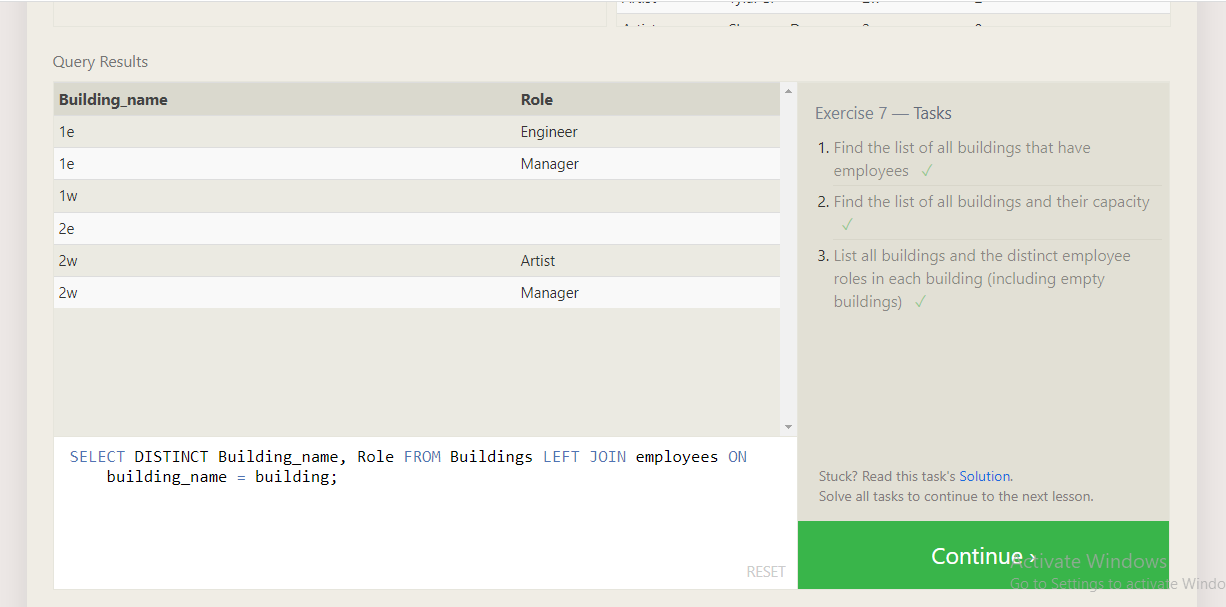 Query Results
Building_name Role
1e Engineer
1e Manager
1w
2e
2w Artist
2w Manager
SELECT DISTINCT Building_name, Role FROM Buildings LEFT JOIN employees ON
building_name = building;
RESET
Exercise 7 — Tasks
1. Find the list of all buildings that have
employees ✓
2. Find the list of all buildings and their capacity
✓
3. List all buildings and the distinct employee
roles in each building (including empty
buildings) ✓
Stuck? Read this task's Solution.
Solve all tasks to continue to the next lesson.
Continue ›
Activate Windows
Go to Settings to activate Windo